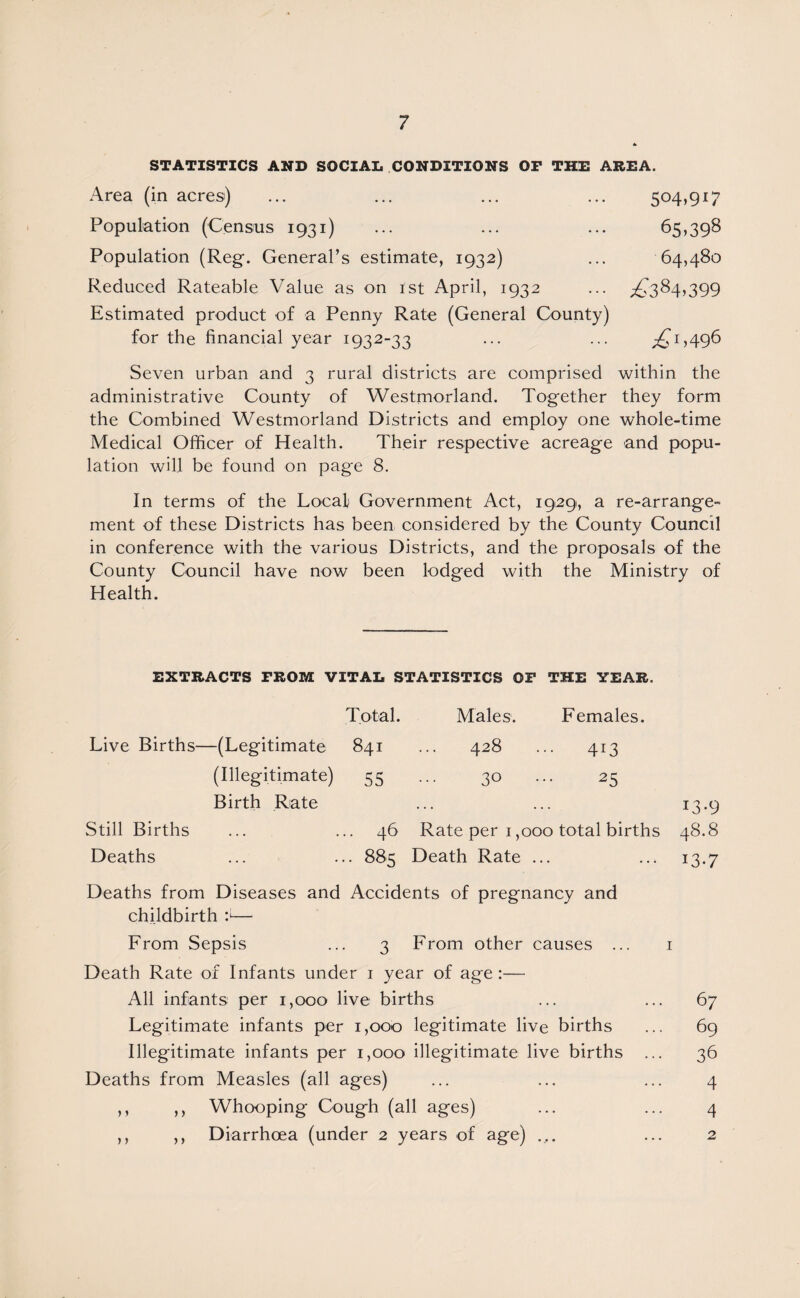 7
STATISTICS AND SOCIAL CONDITIONS OF THE AREA.
Area (in acres) ... ... ... ... 504,917
Population (Census 1931) ... ... ... 65,398
Population (Reg. General's estimate, 1932) ... 64,480
Reduced Rateable Value as on 1st April, 1932 ... £384,399
Estimated product of a Penny Rate (General County)
for the financial year 1932-33 ... ... £1,496
Seven urban and 3 rural districts are comprised within the
administrative County of Westmorland. Together they form
the Combined Westmorland Districts and employ one whole-time
Medical Officer of Health. Their respective acreage and popu-
lation will be found on page 8.
In terms of the Local Government Act, 1929, a re-arrange-
ment of these Districts has been considered by the County Council
in conference with the various Districts, and the proposals of the
County Council have now been lodged with the Ministry of
Health.
EXTRACTS FROM VITAL STATISTICS OF THE YEAR.
Total. Males. Females.
Live Births—(Legitimate 841 ... 428 ... 413
(Illegitimate) 55 ... 30 ... 25
Birth Rate ... ... 13.9
Still Births ... ... 46 Rate per 1,000 total births 48.8
Deaths ... ... 885 Death Rate ... ... 13.7
Deaths from Diseases and Accidents of pregnancy and
childbirth :—
From Sepsis ... 3 From other causes ... 1
Death Rate of Infants under 1 year of age :—
All infants per 1,000 live births ... ... 67
Legitimate infants per 1,000 legitimate live births ... 69
Illegitimate infants per 1,000 illegitimate live births ... 36
Deaths from Measles (all ages) ... ... ... 4
,, ,, Whooping Cough (all ages) ... ... 4
,, ,, Diarrhœa (under 2 years of age) ... ... 2